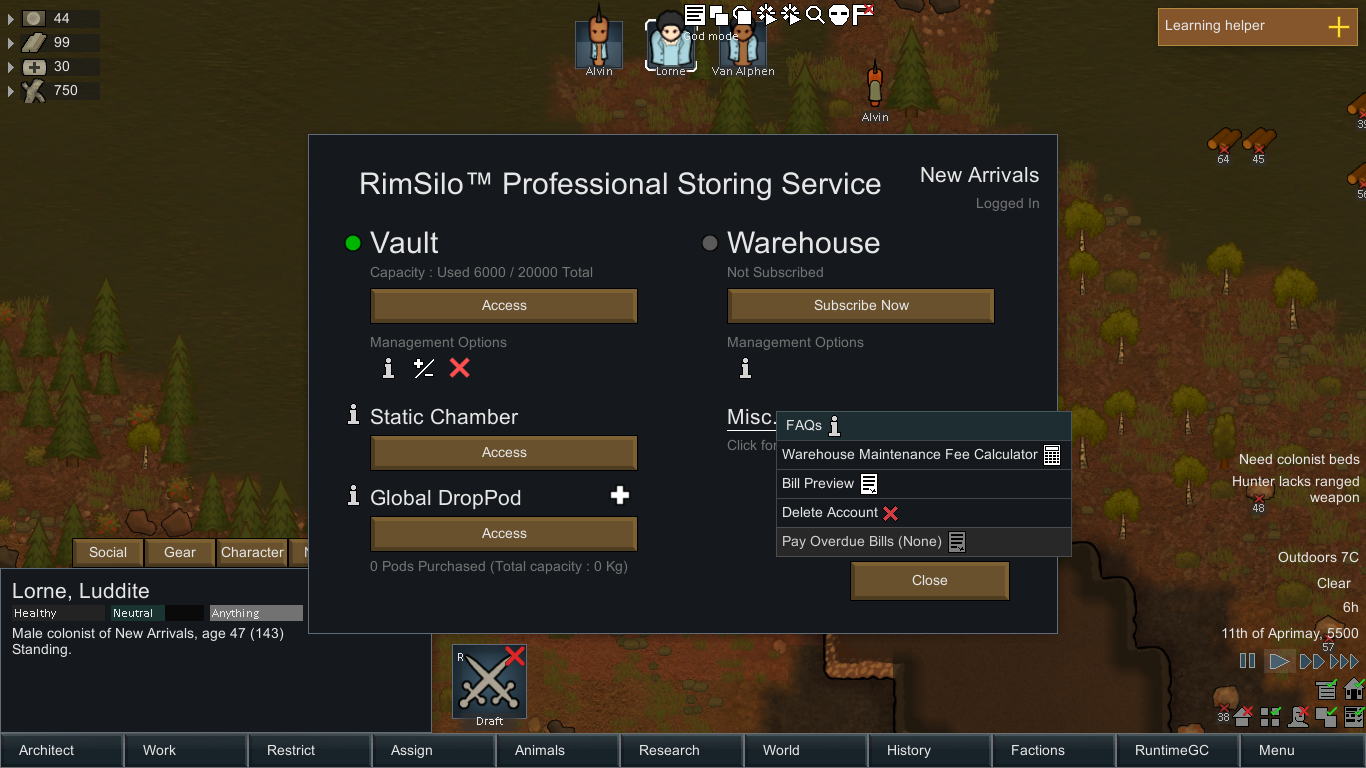 44
99
30
750
God mode
Alvin
Lorne
Van Alphen
Alvin
Learning helper
64
45
RimSilo™ Professional Storing Service
New Arrivals
Logged In
Vault
Capacity : Used 6000 / 20000 Total
Access
Management Options
Warehouse
Not Subscribed
Subscribe Now
Management Options
Static Chamber
Access
Global DropPod
Access
0 Pods Purchased (Total capacity : 0 Kg)
Misc.
Click for
FAQs
Warehouse Maintenance Fee Calculator
Bill Preview
Delete Account
Pay Overdue Bills (None)
Close
Need colonist beds
Hunter lacks ranged
weapon
48
Outdoors 7C
Clear
6h
11th of Aprimay, 5500
57
38
Social
Gear
Character
Lorne, Luddite
Healthy
Neutral
Anything
Male colonist of New Arrivals, age 47 (143)
Standing.
R
Draft
Architect
Work
Restrict
Assign
Animals
Research
World
History
Factions
RuntimeGC
Menu